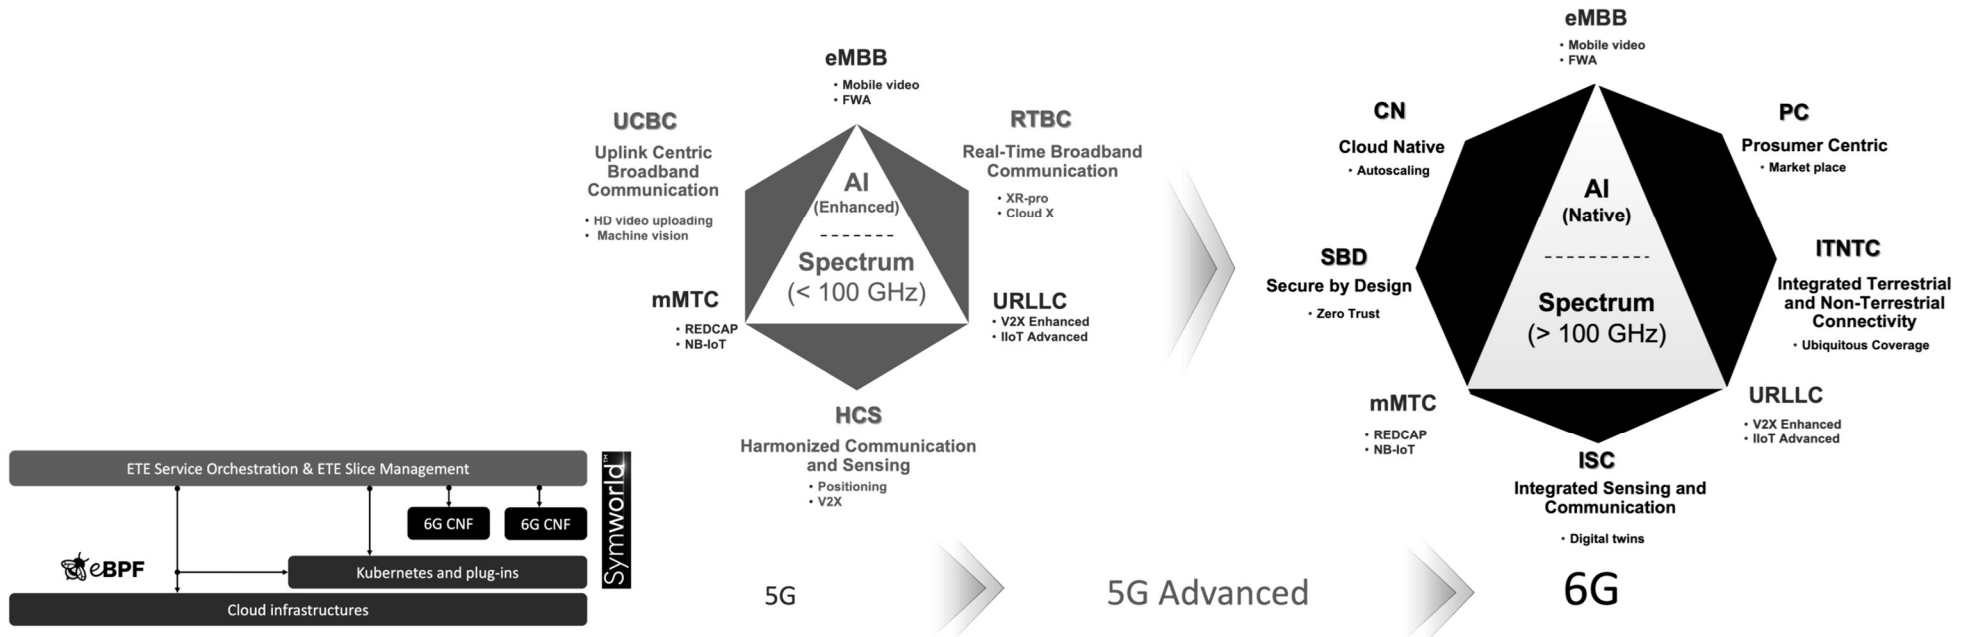 eMBB
• Mobile video
• FWA
UCBC
Uplink Centric
Broadband
Communication
• HD video uploading
• Machine vision
RTBC
Real-Time Broadband
Communication
• XR-pro
• Cloud X
AI
(Enhanced)
Spectrum
(< 100 GHz)
mMTC
• REDCAP
• NB-IoT
URLLC
• V2X Enhanced
• IIoT Advanced
HCS
Harmonized Communication
and Sensing
• Positioning
• V2X
eMBB
• Mobile video
• FWA
CN
Cloud Native
• Autoscaling
PC
Prosumer Centric
• Market place
AI
(Native)
Spectrum
(> 100 GHz)
SBD
Secure by Design
• Zero Trust
ITNTC
Integrated Terrestrial
and Non-Terrestrial
Connectivity
• Ubiquitous Coverage
mMTC
• REDCAP
• NB-IoT
URLLC
• V2X Enhanced
• IIoT Advanced
ISC
Integrated Sensing and
Communication
• Digital twins
ETE Service Orchestration & ETE Slice Management
6G CNF
6G CNF
eBPF
Kubernetes and plug-ins
Cloud infrastructures
Symworld™
5G
5G Advanced
6G